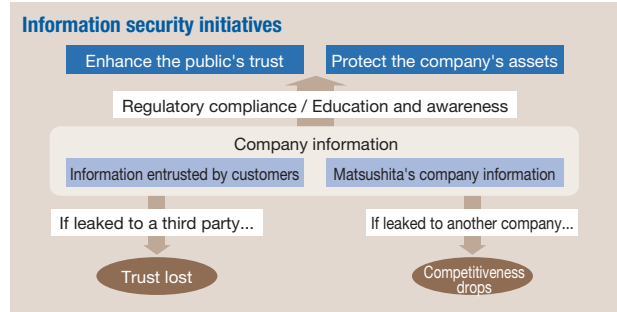 Information security initiatives
Enhance the public's trust
Protect the company's assets
Regulatory compliance / Education and awareness
Company information
Information entrusted by customers
Matsushita's company information
If leaked to a third party...
If leaked to another company...
Trust lost
Competitiveness
drops